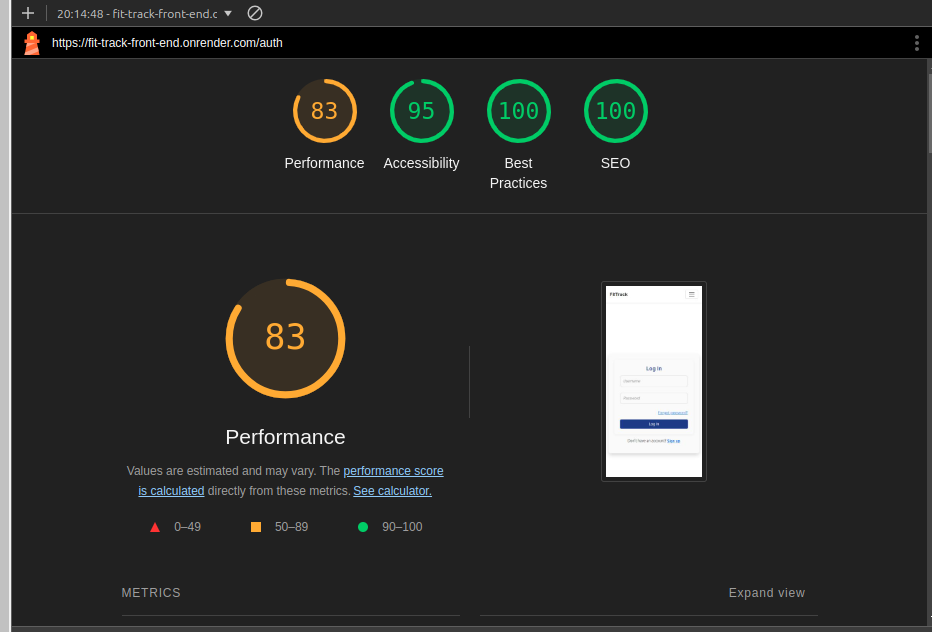 20:14:48 - fit-track-front-end.c
https://fit-track-front-end.onrender.com/auth
83
95
100
100
Performance
Accessibility
Best
Practices
SEO
83
Performance
Values are estimated and may vary. The performance score
is calculated directly from these metrics. See calculator.
0–49
50–89
90–100
FitTrack
Log In
Username
Password
Forgot password?
Log In
Don't have an account? Sign up
METRICS
Expand view